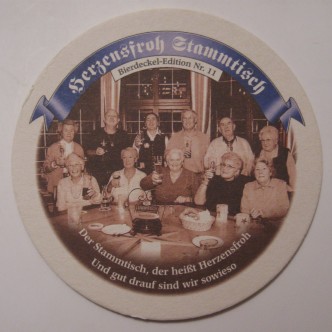 Herzensfroh Stammtisch
Bierdeckel-Edition Nr. 11
Der Stammtisch, der heißt Herzensfroh
Und gut drauf sind wir sowieso